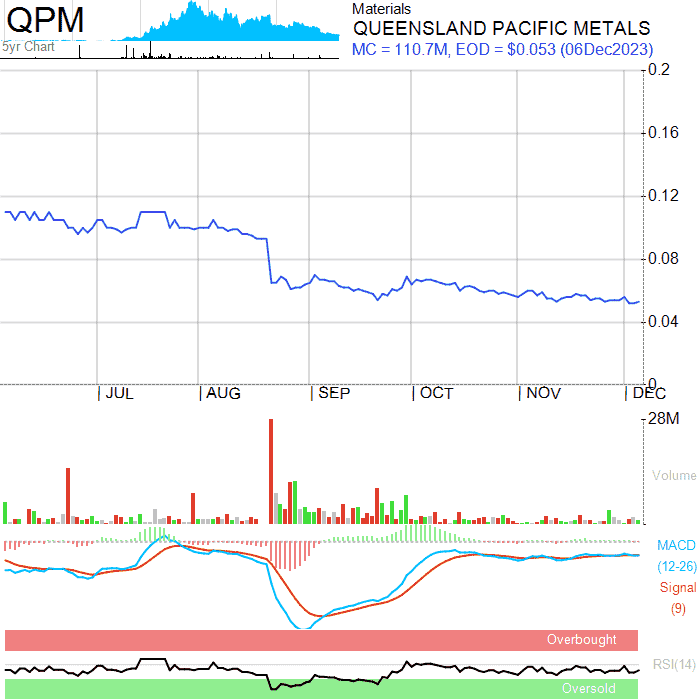 QPM
5yr Chart
Materials
QUEENSLAND PACIFIC METALS
MC = 110.7M, EOD = $0.053 (06Dec2023)
0.2
0.16
0.12
0.08
0.04
0
| JUL | AUG | SEP | OCT | NOV | DEC
28M
Volume
MACD
(12-26)
Signal
(9)
Overbought
RSI(14)
Oversold